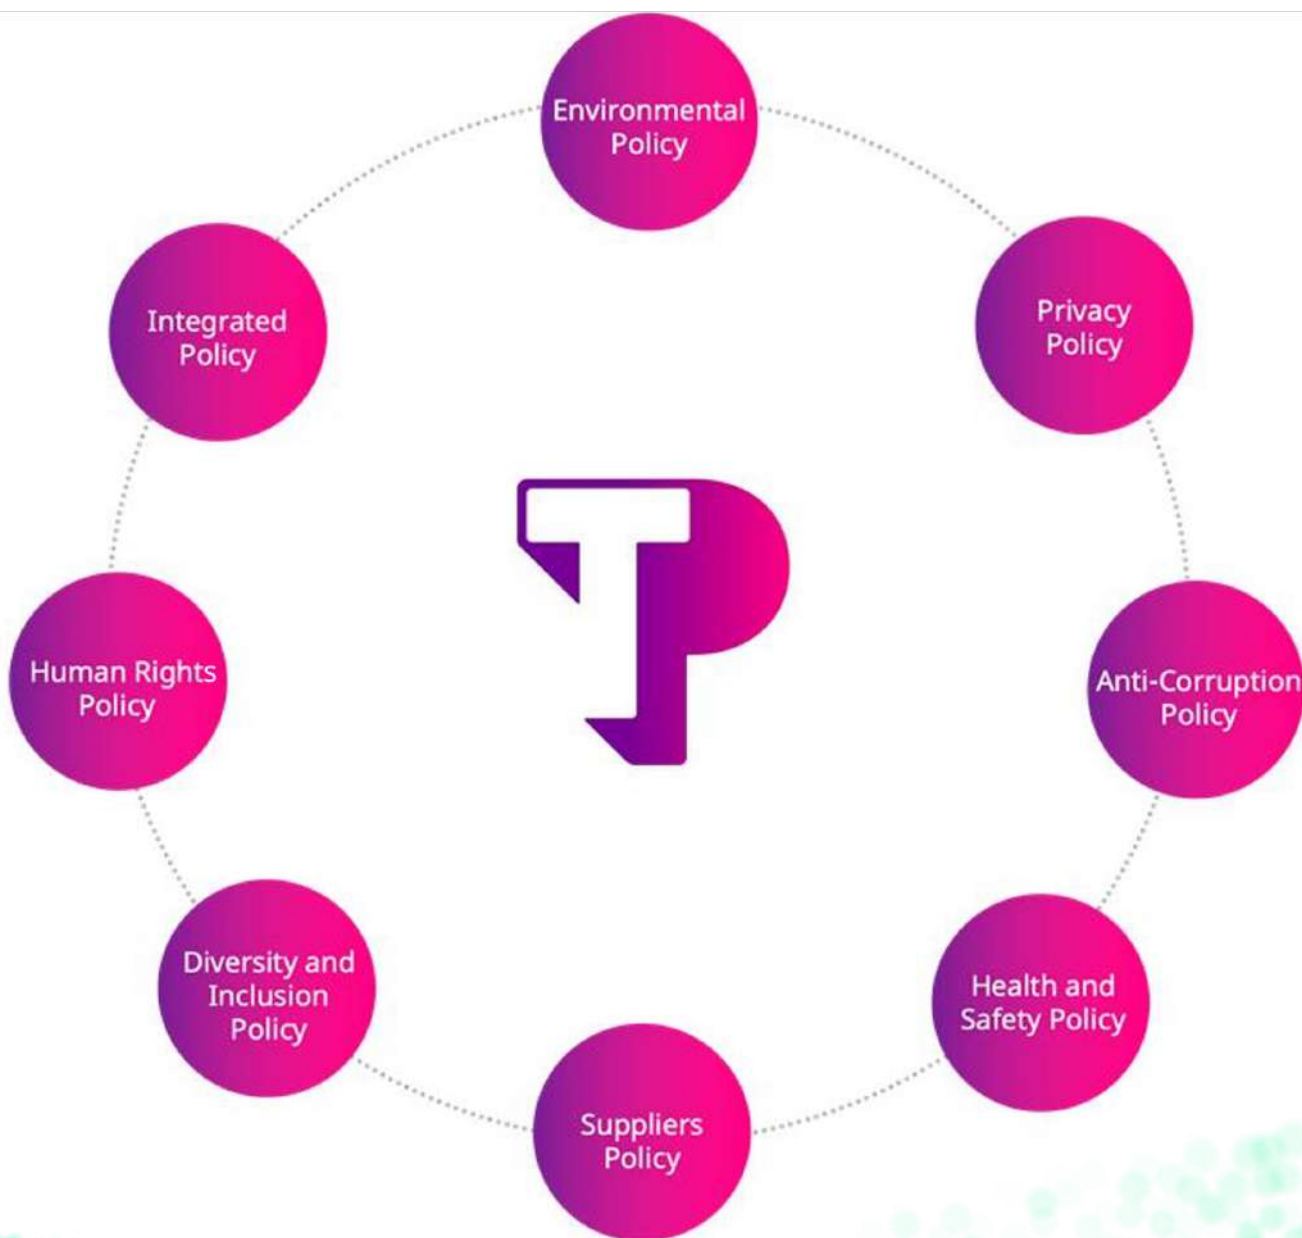 Environmental
Policy
Privacy
Policy
Anti-Corruption
Policy
Health and
Safety Policy
Suppliers
Policy
Diversity and
Inclusion
Policy
Human Rights
Policy
Integrated
Policy
TP